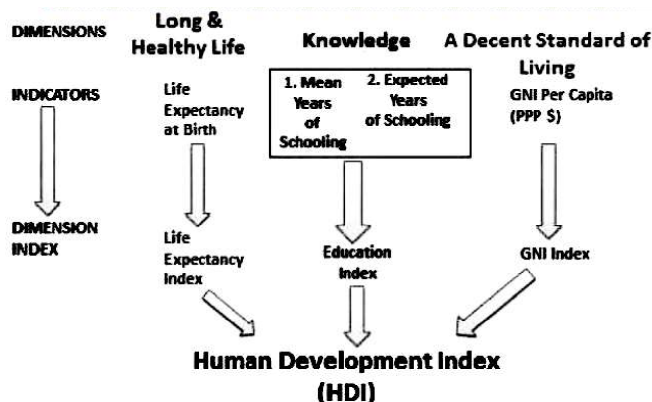 DIMENSIONS
Long &
Healthy Life
Knowledge
A Decent Standard of
Living
INDICATORS
Life
Expectancy
at Birth
1. Mean
Years
of
Schooling
2. Expected
Years
of Schooling
GNI Per Capita
(PPP $)
DIMENSION
INDEX
Life
Expectancy
Index
Education
Index
GNI Index
Human Development Index
(HDI)